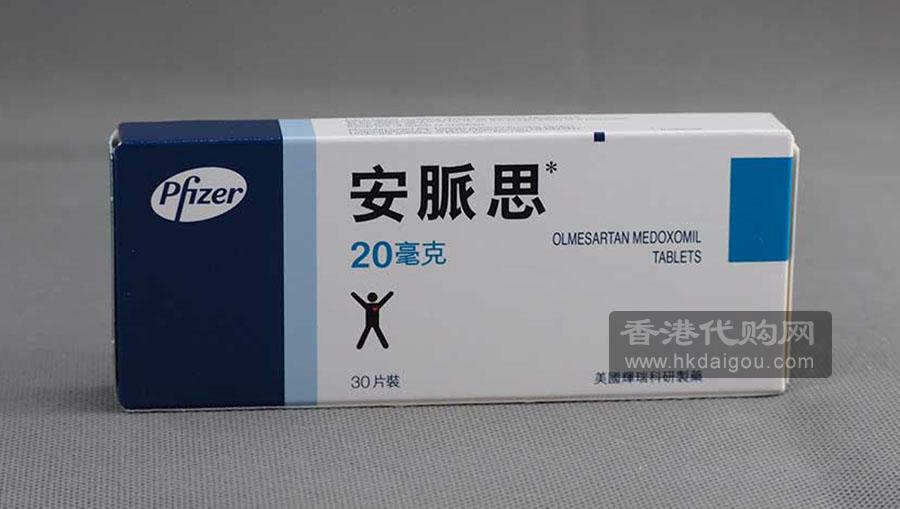 Pfizer
安脈思*
20毫克
OLMESARTAN MEDOXOMIL
TABLETS
30片裝
美國輝瑞科研製藥
香港代购网
www.hkdaigou.com